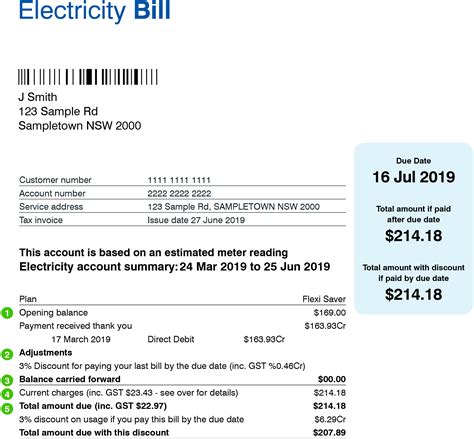 Electricity Bill
J Smith
123 Sample Rd
Sampletown NSW 2000
Customer number 1111 1111 1111
Account number 2222 2222 2222
Service address 123 Sample Rd, SAMPLETOWN NSW 2000
Tax invoice Issue date 27 June 2019
Due Date
16 Jul 2019
Total amount if paid
after due date
$214.18
Total amount with discount
if paid by due date
$214.18
This account is based on an estimated meter reading
Electricity account summary: 24 Mar 2019 to 25 Jun 2019
Plan Flexi Saver
1 Opening balance $169.00
Payment received thank you $163.93Cr
17 March 2019 Direct Debit $163.93Cr
2 Adjustments
3% Discount for paying your last bill by the due date (inc. GST %0.46Cr)
3 Balance carried forward $00.00
4 Current charges (inc. GST $23.43 - see over for details) $214.18
5 Total amount due (inc. GST $22.97) $214.18
3% discount on usage if you pay this bill by the due date $6.29Cr
Total amount due with this discount $207.89